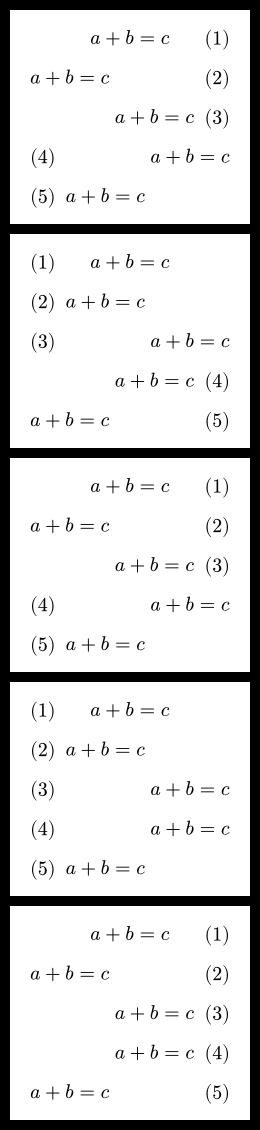 a + b = c (1)
a + b = c (2)
a + b = c (3)
(4) a + b = c
(5) a + b = c
(1) a + b = c
(2) a + b = c
(3) a + b = c
a + b = c (4)
a + b = c (5)
a + b = c (1)
a + b = c (2)
a + b = c (3)
(4) a + b = c
(5) a + b = c
(1) a + b = c
(2) a + b = c
(3) a + b = c
(4) a + b = c
(5) a + b = c
a + b = c (1)
a + b = c (2)
a + b = c (3)
a + b = c (4)
a + b = c (5)